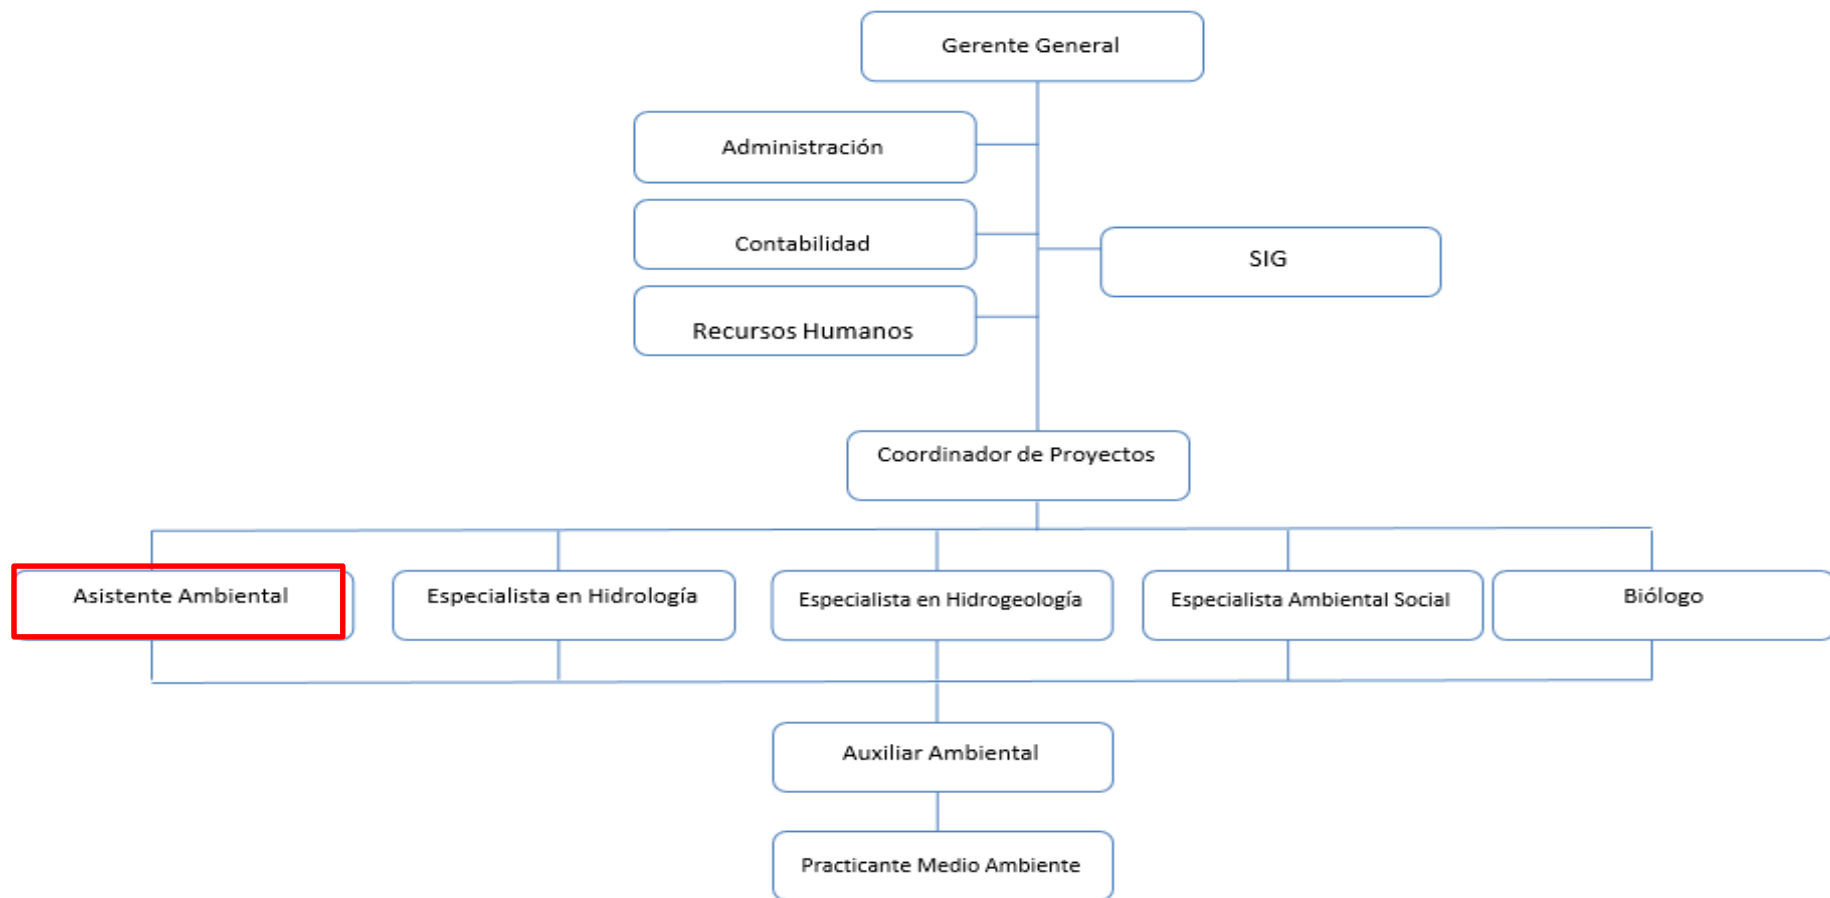 Gerente General
Administración
Contabilidad
SIG
Recursos Humanos
Coordinador de Proyectos
Asistente Ambiental
Especialista en Hidrología
Especialista en Hidrogeología
Especialista Ambiental Social
Biólogo
Auxiliar Ambiental
Practicante Medio Ambiente